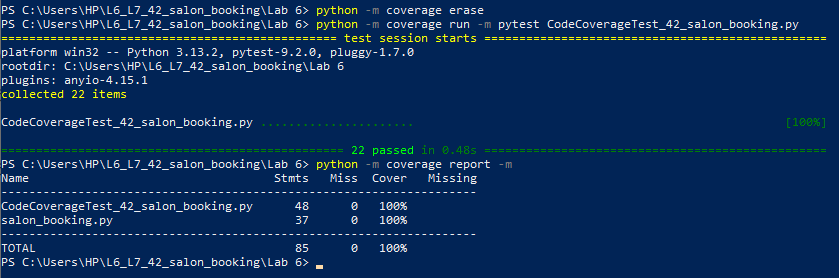 PS C:\Users\HP\L6_L7_42_salon_booking\Lab 6> python -m coverage erase
PS C:\Users\HP\L6_L7_42_salon_booking\Lab 6> python -m coverage run -m pytest CodeCoverageTest_42_salon_booking.py
================================================= test session starts =================================================
platform win32 -- Python 3.13.2, pytest-9.2.0, pluggy-1.7.0
rootdir: C:\Users\HP\L6_L7_42_salon_booking\Lab 6
plugins: anyio-4.15.1
collected 22 items
CodeCoverageTest_42_salon_booking.py ...................... [100%]
================================================= 22 passed in 0.48s ==================================================
PS C:\Users\HP\L6_L7_42_salon_booking\Lab 6> python -m coverage report -m
Name Stmts Miss Cover Missing
--------------------------------------------------------------------
CodeCoverageTest_42_salon_booking.py 48 0 100%
salon_booking.py 37 0 100%
--------------------------------------------------------------------
TOTAL 85 0 100%
PS C:\Users\HP\L6_L7_42_salon_booking\Lab 6>